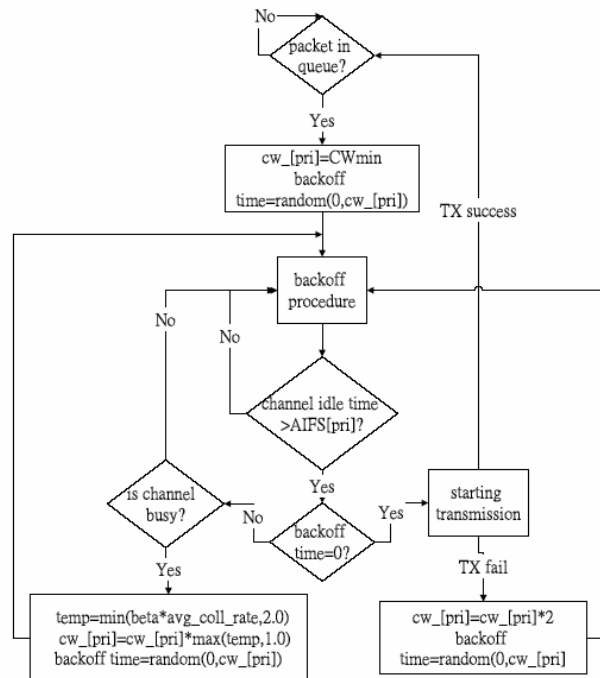 No
packet in
queue?
Yes
cw_[pri]=CWmin
backoff
time=random(0,cw_[pri])
TX success
backoff
procedure
No
No
channel idle time
>AIFS[pri]?
Yes
is channel
busy?
No
backoff
time=0?
Yes
starting
transmission
Yes
TX fail
temp=min(beta*avg_coll_rate,2.0)
cw_[pri]=cw_[pri]*max(temp,1.0)
backoff time=random(0,cw_[pri])
cw_[pri]=cw_[pri]*2
backoff
time=random(0,cw_[pri]